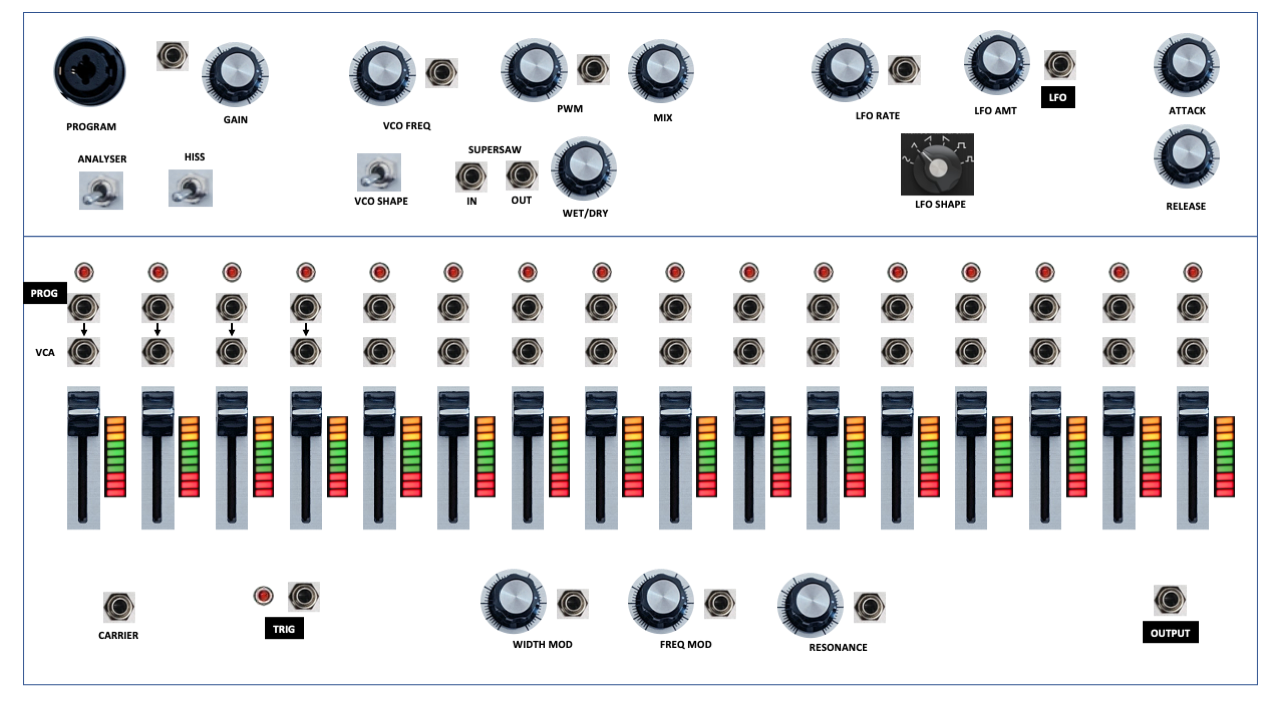 PROGRAM
GAIN
VCO FREQ
PWM
MIX
LFO RATE
LFO AMT
LFO
ATTACK
ANALYSER
HISS
VCO SHAPE
SUPERSAW
IN
OUT
WET/DRY
LFO SHAPE
RELEASE
PROG
VCA
CARRIER
TRIG
WIDTH MOD
FREQ MOD
RESONANCE
OUTPUT